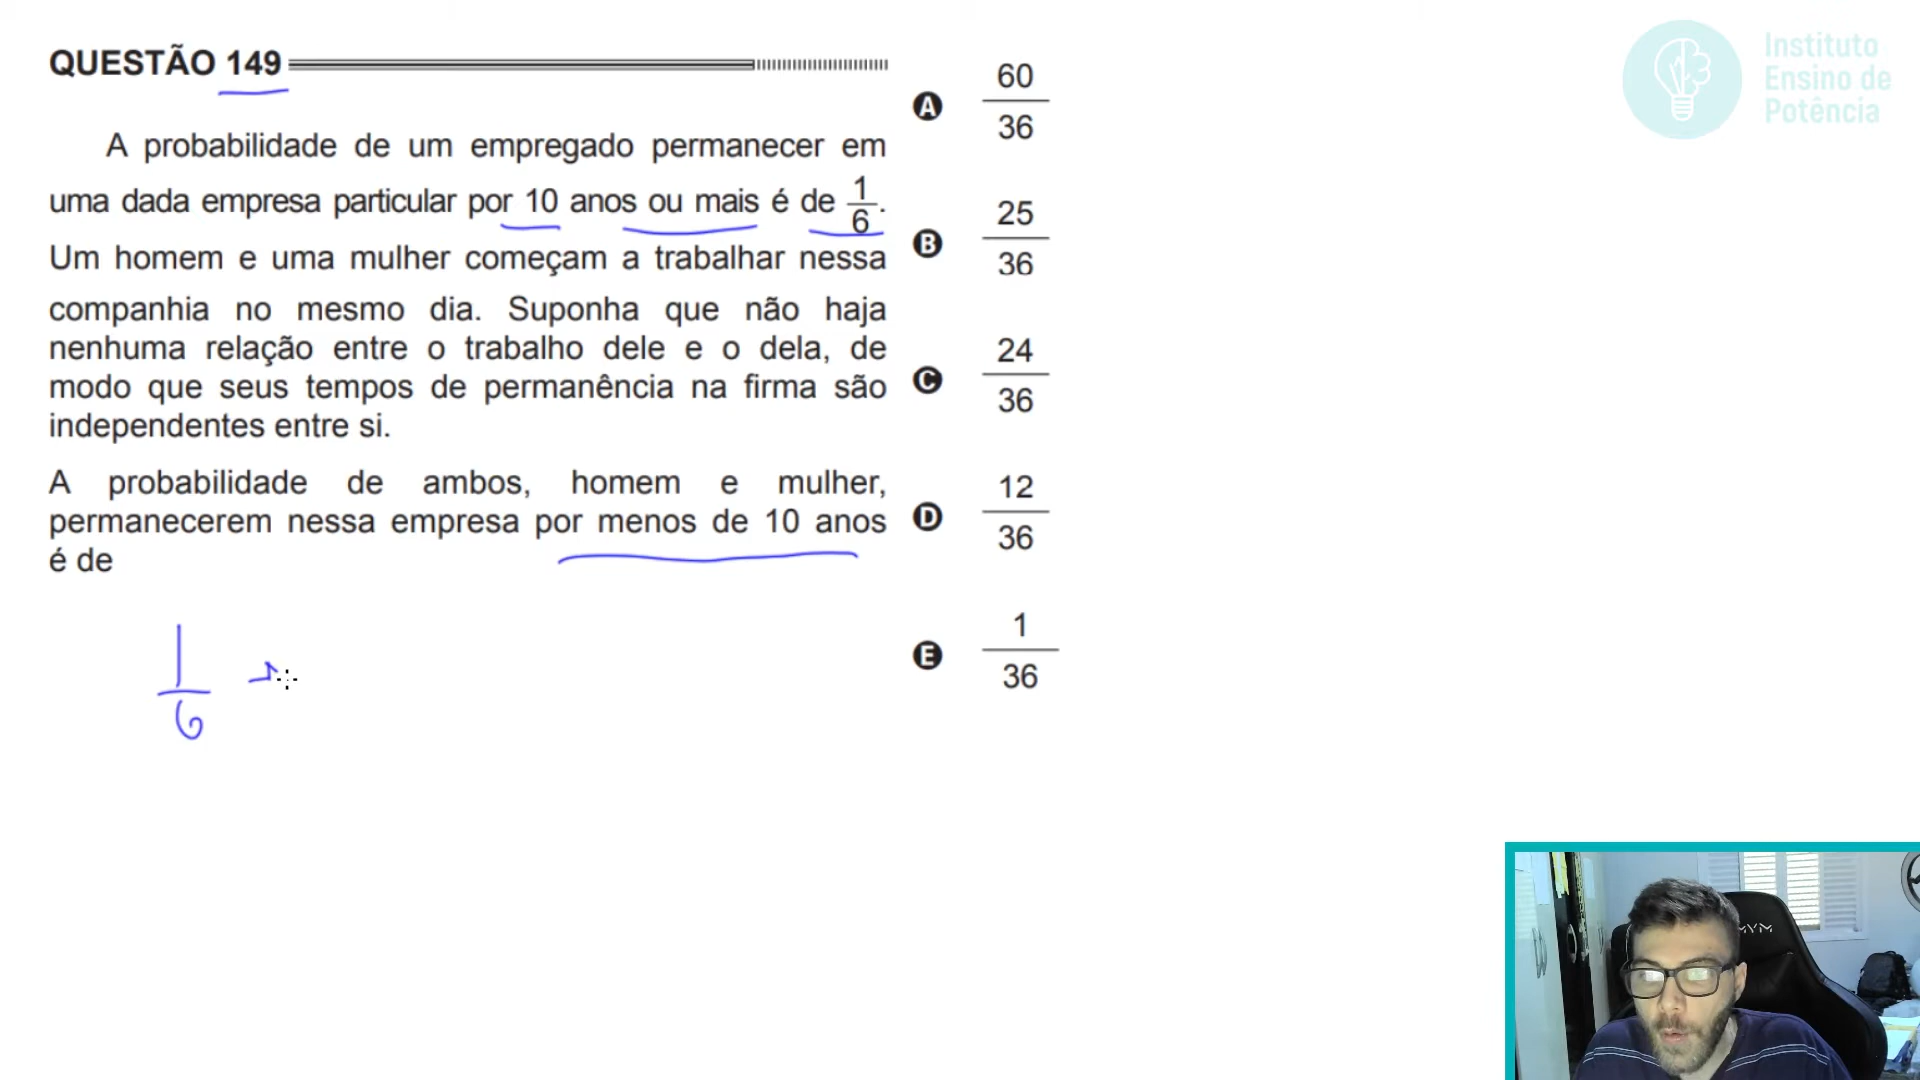 QUESTÃO 149
A probabilidade de um empregado permanecer em
uma dada empresa particular por 10 anos ou mais é de 1/6.
Um homem e uma mulher começam a trabalhar nessa
companhia no mesmo dia. Suponha que não haja
nenhuma relação entre o trabalho dele e o dela, de
modo que seus tempos de permanência na firma são
independentes entre si.
A probabilidade de ambos, homem e mulher,
permanecerem nessa empresa por menos de 10 anos
é de
1/6
A 60/36
B 25/36
C 24/36
D 12/36
E 1/36
Instituto
Ensino de
Potência
MYM